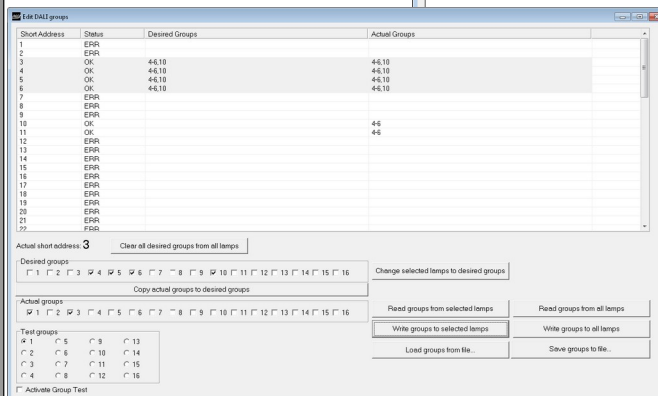 Edit DALI groups
Short Address Status Desired Groups Actual Groups
1 ERR
2 ERR
3 OK 4-6,10 4-6,10
4 OK 4-6,10 4-6,10
5 OK 4-6,10 4-6,10
6 OK 4-6,10 4-6,10
7 ERR
8 ERR
9 ERR
10 OK 4-6
11 OK 4-6
12 ERR
13 ERR
14 ERR
15 ERR
16 ERR
17 ERR
18 ERR
19 ERR
20 ERR
21 ERR
22 ERR
Actual short address: 3 Clear all desired groups from all lamps
Desired groups
1 2 3 4 5 6 7 8 9 10 11 12 13 14 15 16
Change selected lamps to desired groups
Copy actual groups to desired groups
Actual groups
1 2 3 4 5 6 7 8 9 10 11 12 13 14 15 16
Read groups from selected lamps Read groups from all lamps
Write groups to selected lamps Write groups to all lamps
Load groups from file... Save groups to file...
Test groups
1 5 9 13
2 6 10 14
3 7 11 15
4 8 12 16
Activate Group Test